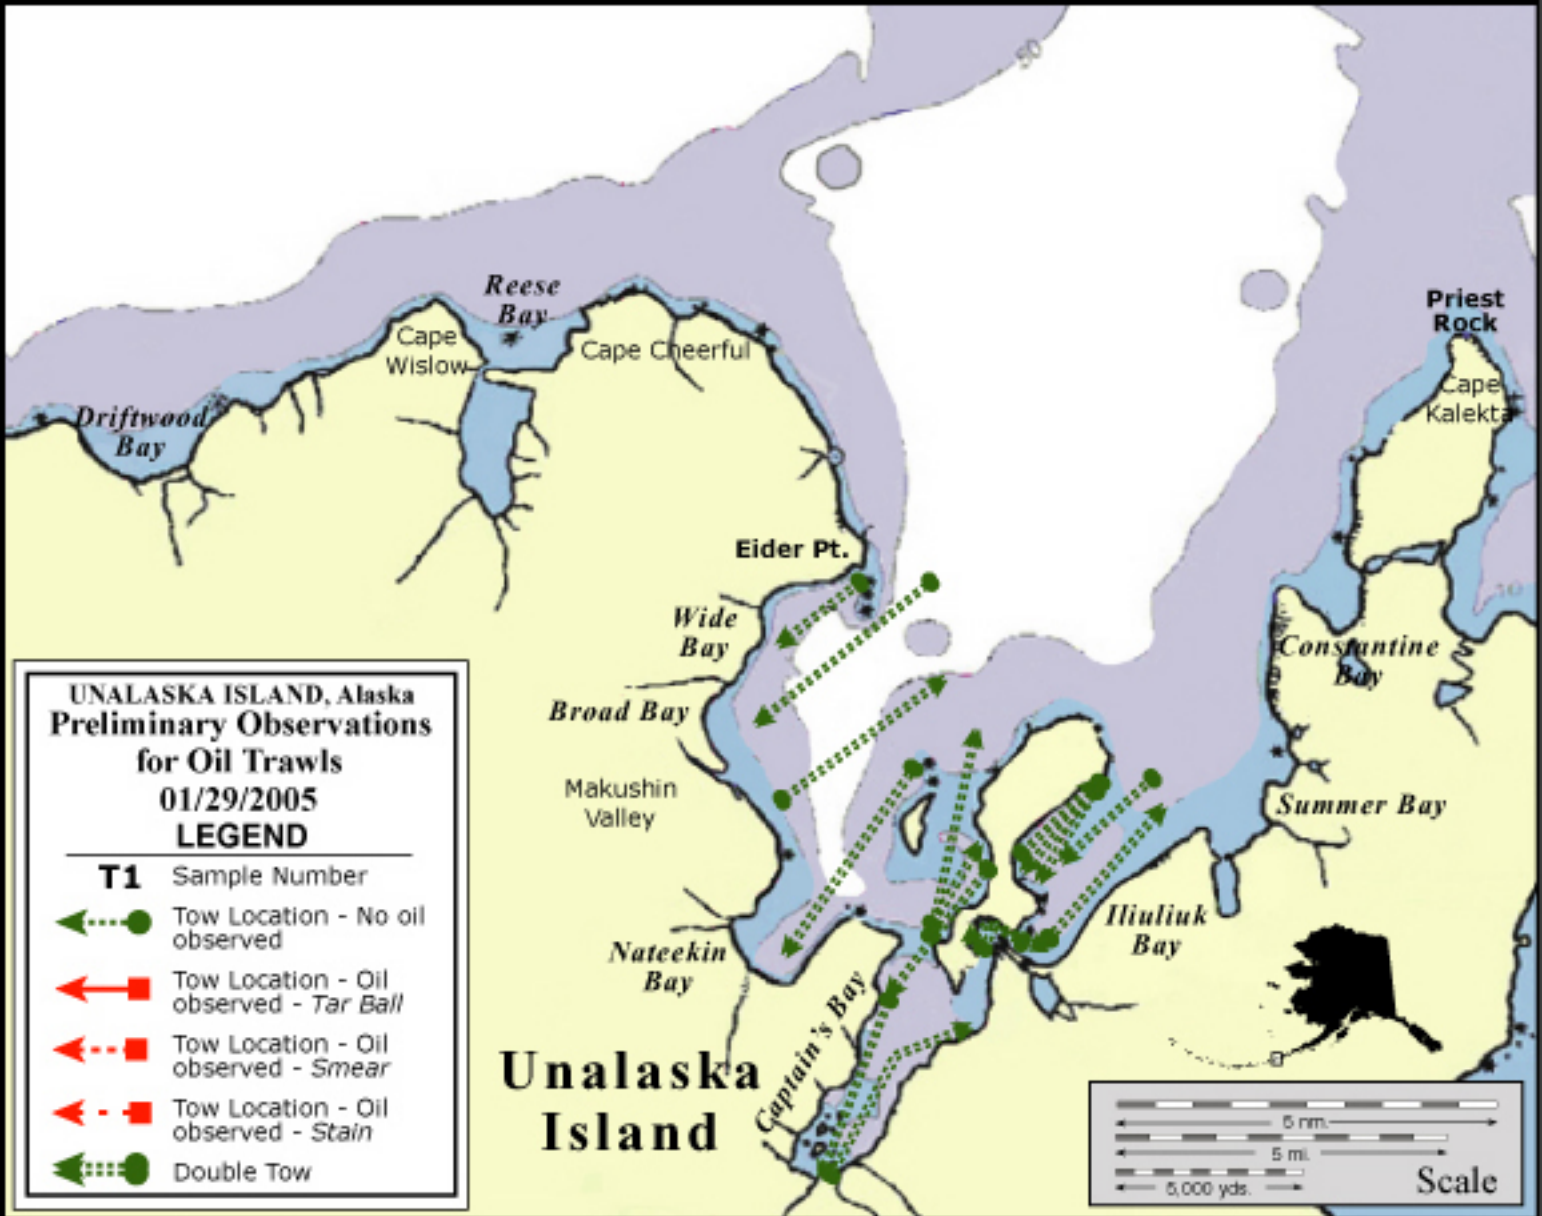 50
Reese
Bay
Priest
Rock
Cape
Wislow
Cape Cheerful
Cape
Kalekta
Driftwood
Bay
Eider Pt.
Wide
Bay
Constantine
Bay
Broad Bay
Makushin
Valley
Summer Bay
Iliuliuk
Bay
Nateekin
Bay
Captain's Bay
Unalaska
Island
UNALASKA ISLAND, Alaska
Preliminary Observations
for Oil Trawls
01/29/2005
LEGEND
T1 Sample Number
Tow Location - No oil
observed
Tow Location - Oil
observed - Tar Ball
Tow Location - Oil
observed - Smear
Tow Location - Oil
observed - Stain
Double Tow
5 nm.
5 mi.
5,000 yds.
Scale